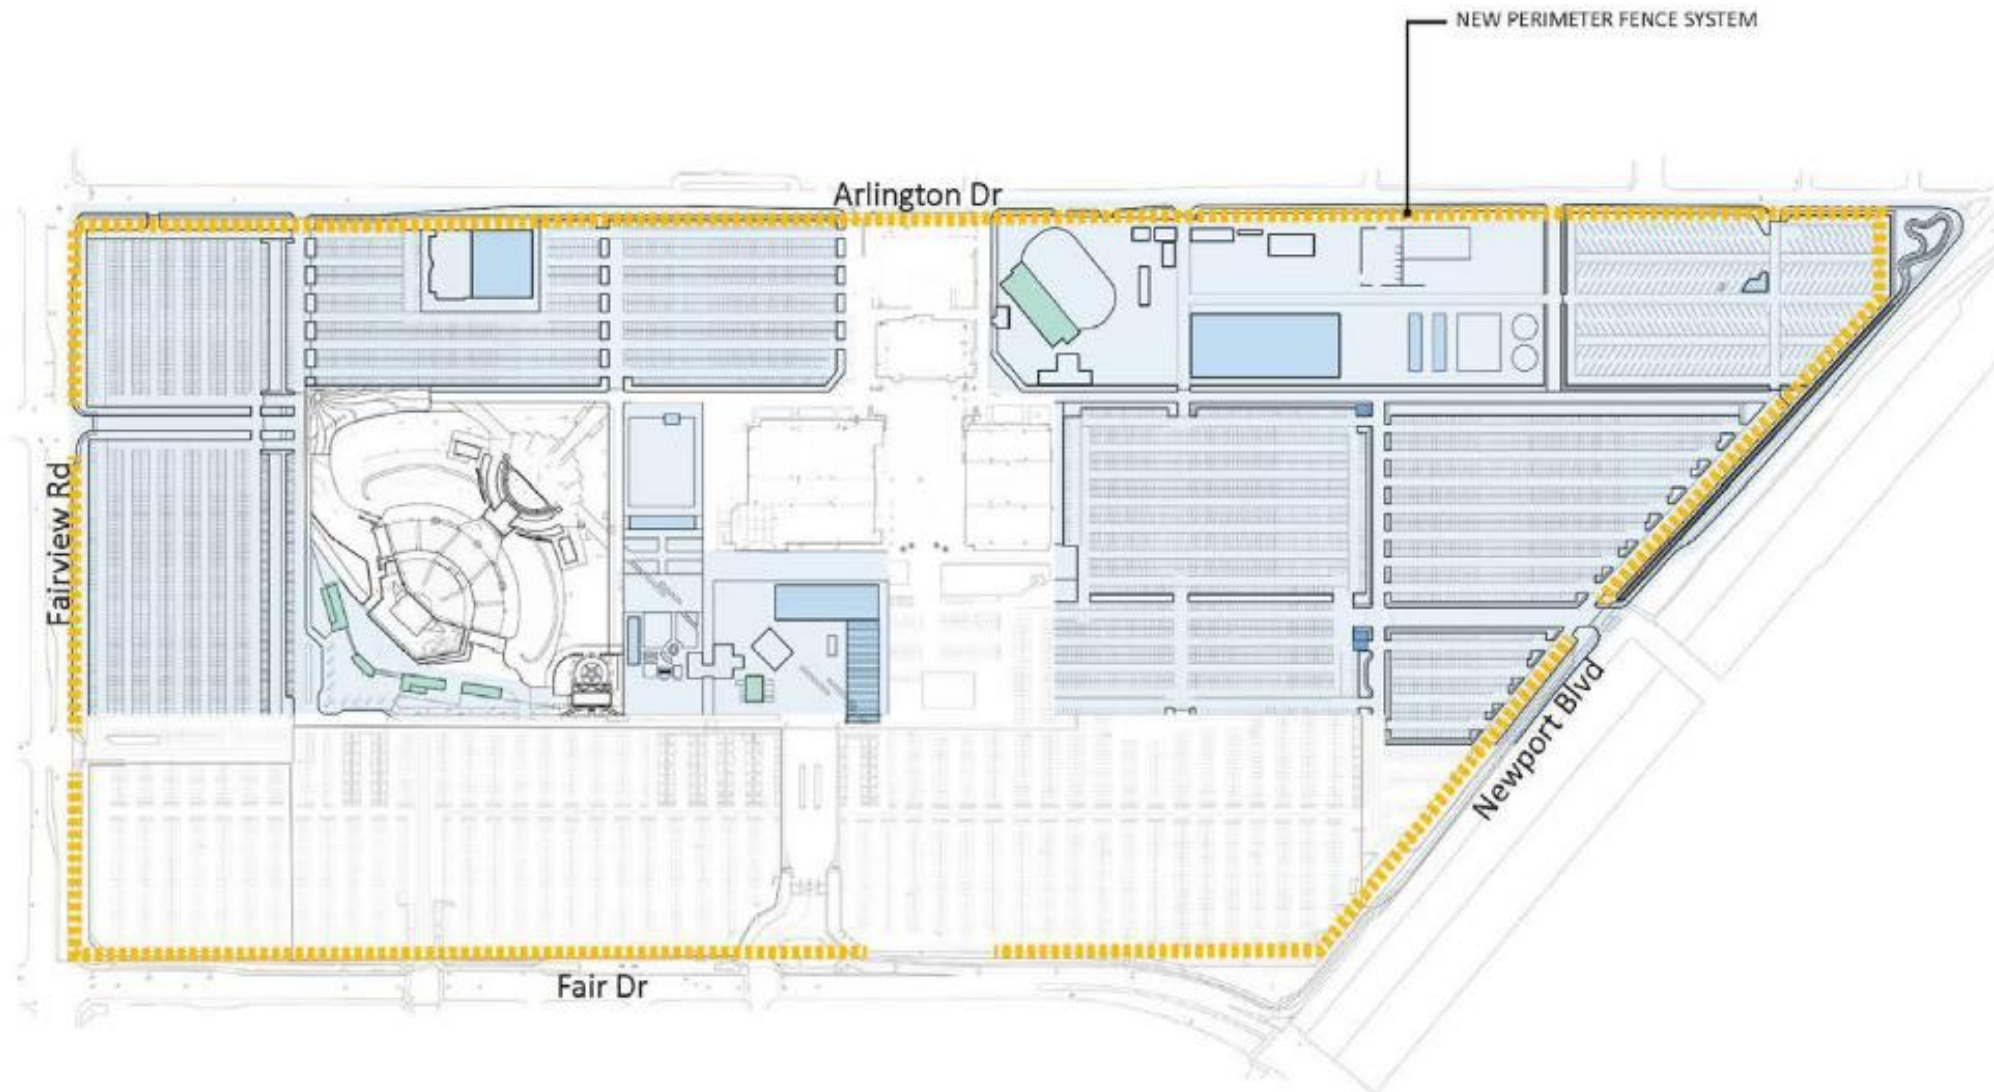 NEW PERIMETER FENCE SYSTEM
Arlington Dr
Fairview Rd
Newport Blvd
Fair Dr